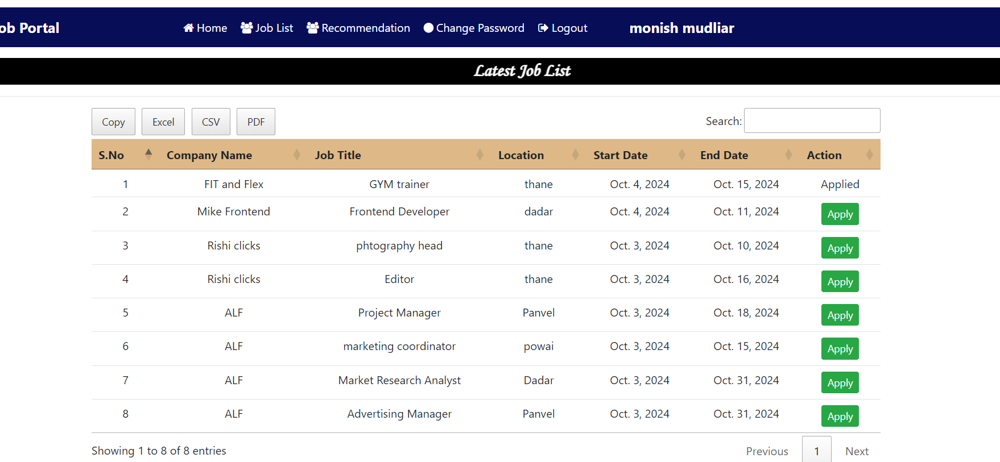 ob Portal Home Job List Recommendation Change Password Logout monish mudliar
Latest Job List
Copy Excel CSV PDF Search:
S.No Company Name Job Title Location Start Date End Date Action
1 FIT and Flex GYM trainer thane Oct. 4, 2024 Oct. 15, 2024 Applied
2 Mike Frontend Frontend Developer dadar Oct. 4, 2024 Oct. 11, 2024 Apply
3 Rishi clicks phtography head thane Oct. 3, 2024 Oct. 10, 2024 Apply
4 Rishi clicks Editor thane Oct. 3, 2024 Oct. 16, 2024 Apply
5 ALF Project Manager Panvel Oct. 3, 2024 Oct. 18, 2024 Apply
6 ALF marketing coordinator powai Oct. 3, 2024 Oct. 15, 2024 Apply
7 ALF Market Research Analyst Dadar Oct. 3, 2024 Oct. 31, 2024 Apply
8 ALF Advertising Manager Panvel Oct. 3, 2024 Oct. 31, 2024 Apply
Showing 1 to 8 of 8 entries Previous 1 Next